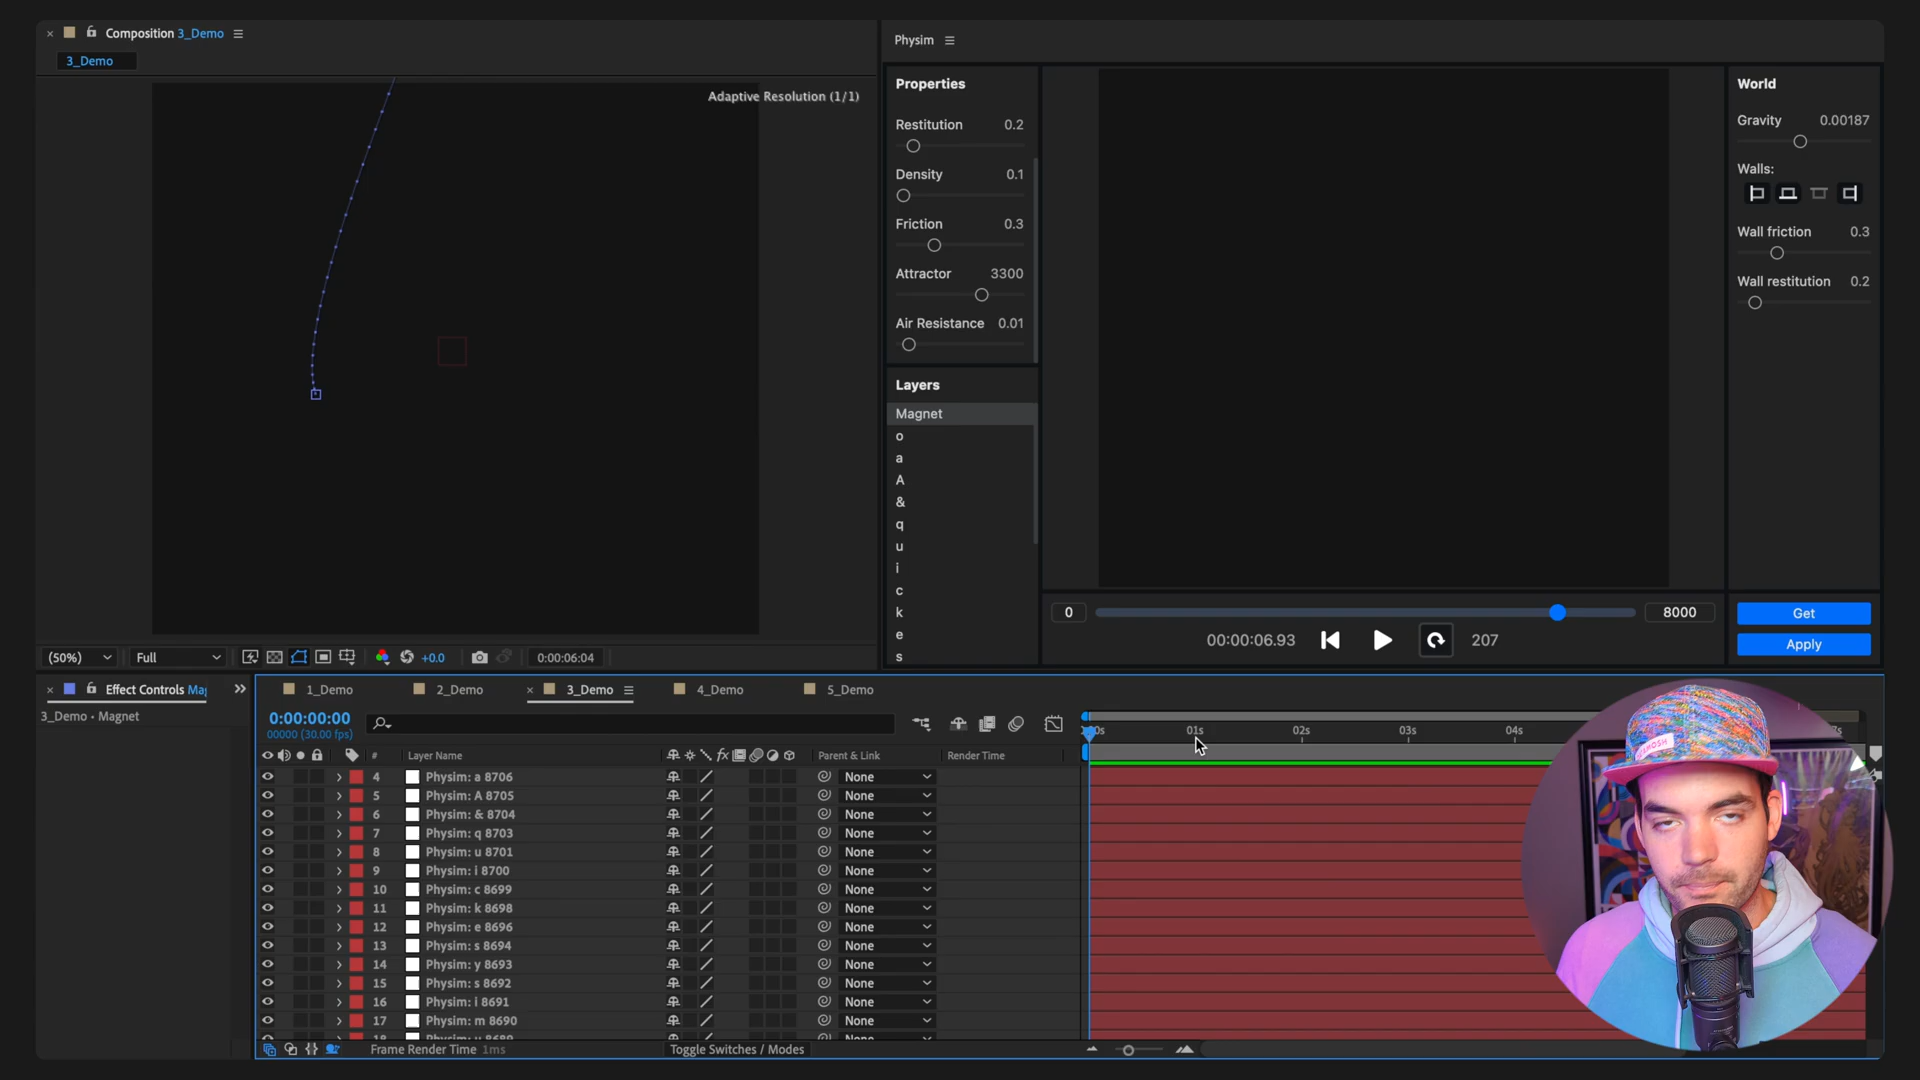 Composition 3_Demo
3_Demo
Adaptive Resolution (1/1)
(50%)
Full
+0.0
0:00:06:04
Physim
Properties
Restitution 0.2
Density 0.1
Friction 0.3
Attractor 3300
Air Resistance 0.01
Layers
Magnet
o
a
A
&
q
u
i
c
k
e
s
0
8000
00:00:06.93
207
World
Gravity 0.00187
Walls:
Wall friction 0.3
Wall restitution 0.2
Get
Apply
Effect Controls Ma
3_Demo • Magnet
1_Demo
2_Demo
3_Demo
4_Demo
5_Demo
0:00:00:00
00000 (30.00 fps)
# Layer Name
fx
Parent & Link
Render Time
01s
02s
03s
04s
4 Physim: a 8706 None
5 Physim: A 8705 None
6 Physim: & 8704 None
7 Physim: q 8703 None
8 Physim: u 8701 None
9 Physim: i 8700 None
10 Physim: c 8699 None
11 Physim: k 8698 None
12 Physim: e 8696 None
13 Physim: s 8694 None
14 Physim: y 8693 None
15 Physim: s 8692 None
16 Physim: i 8691 None
17 Physim: m 8690 None
Frame Render Time 1ms
Toggle Switches / Modes